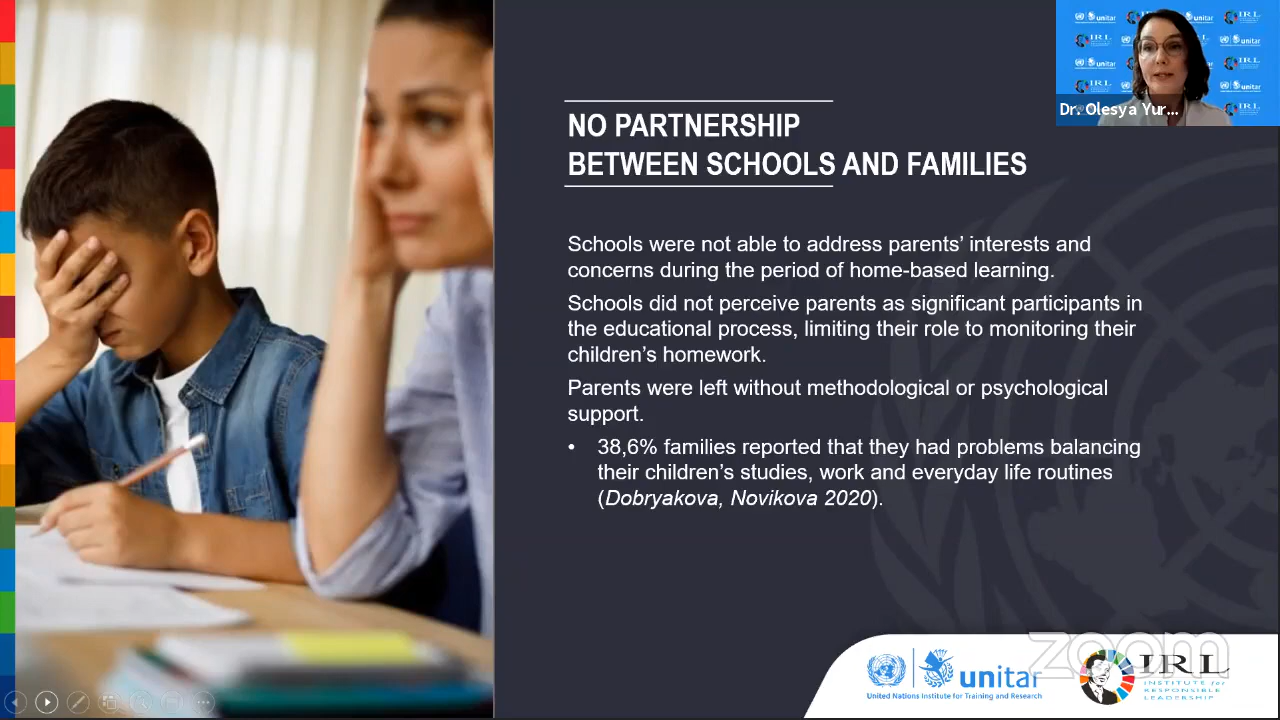 Dr. Olesya Yur...
NO PARTNERSHIP
BETWEEN SCHOOLS AND FAMILIES
Schools were not able to address parents’ interests and
concerns during the period of home-based learning.
Schools did not perceive parents as significant participants in
the educational process, limiting their role to monitoring their
children’s homework.
Parents were left without methodological or psychological
support.
• 38,6% families reported that they had problems balancing
their children’s studies, work and everyday life routines
(Dobryakova, Novikova 2020).
zoom
unitar
United Nations Institute for Training and Research
IRL
INSTITUTE for
RESPONSIBLE
LEADERSHIP